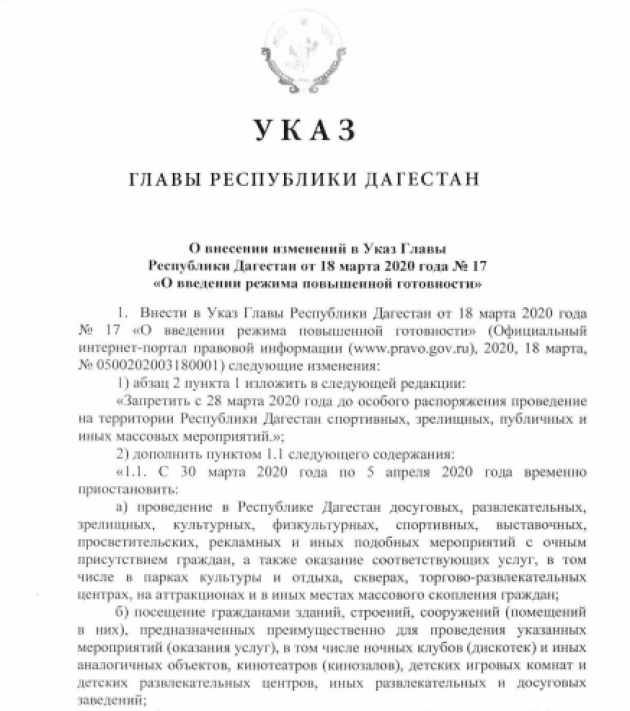 УКАЗ
ГЛАВЫ РЕСПУБЛИКИ ДАГЕСТАН
О внесении изменений в Указ Главы
Республики Дагестан от 18 марта 2020 года № 17
«О введении режима повышенной готовности»
1. Внести в Указ Главы Республики Дагестан от 18 марта 2020 года
№ 17 «О введении режима повышенной готовности» (Официальный
интернет-портал правовой информации (www.pravo.gov.ru), 2020, 18 марта,
№ 0500202003180001) следующие изменения:
1) абзац 2 пункта 1 изложить в следующей редакции:
«Запретить с 28 марта 2020 года до особого распоряжения проведение
на территории Республики Дагестан спортивных, зрелищных, публичных и
иных массовых мероприятий.»;
2) дополнить пунктом 1.1 следующего содержания:
«1.1. С 30 марта 2020 года по 5 апреля 2020 года временно
приостановить:
а) проведение в Республике Дагестан досуговых, развлекательных,
зрелищных, культурных, физкультурных, спортивных, выставочных,
просветительских, рекламных и иных подобных мероприятий с очным
присутствием граждан, а также оказание соответствующих услуг, в том
числе в парках культуры и отдыха, скверах, торгово-развлекательных
центрах, на аттракционах и в иных местах массового скопления граждан;
б) посещение гражданами зданий, строений, сооружений (помещений
в них), предназначенных преимущественно для проведения указанных
мероприятий (оказания услуг), в том числе ночных клубов (дискотек) и иных
аналогичных объектов, кинотеатров (кинозалов), детских игровых комнат и
детских развлекательных центров, иных развлекательных и досуговых
заведений;